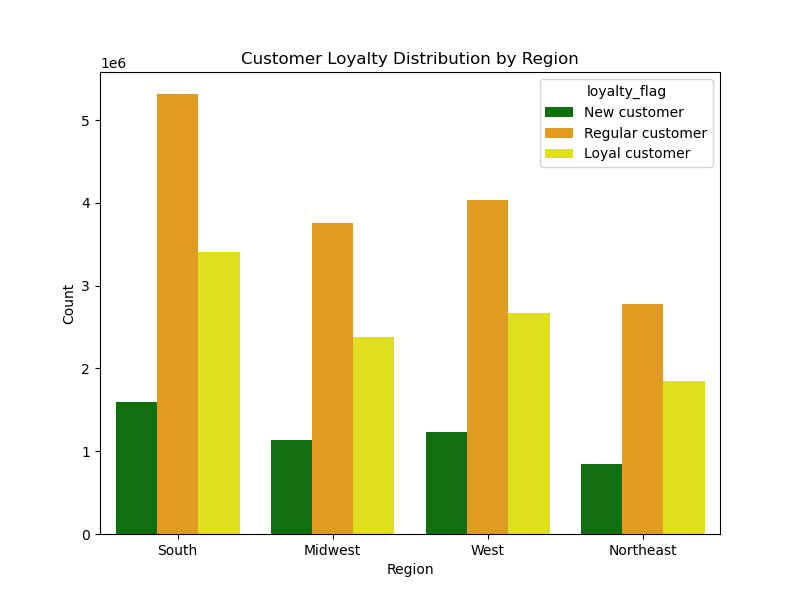 Customer Loyalty Distribution by Region
1e6
loyalty_flag
New customer
Regular customer
Loyal customer
5
4
3
2
1
0
Count
South Midwest West Northeast
Region